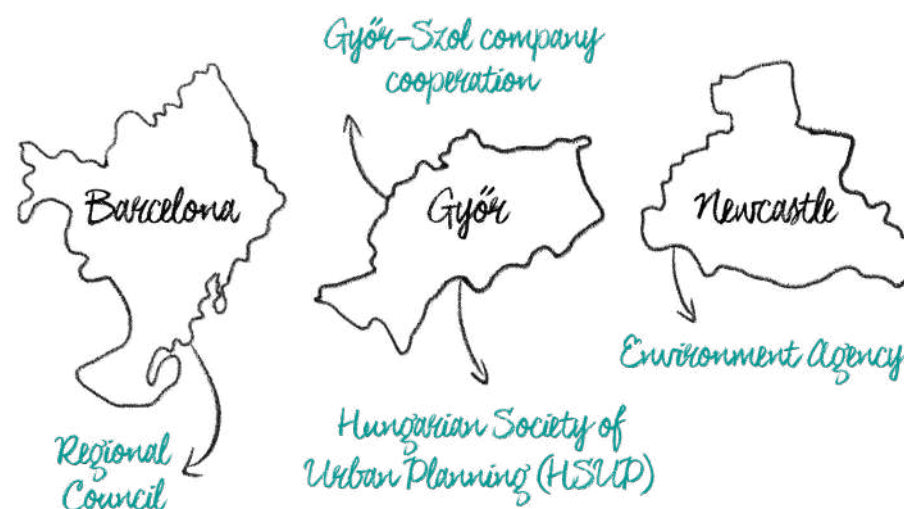 Győr-Szol company
cooperation
Barcelona
Győr
Newcastle
Environment Agency
Regional
Council
Hungarian Society of
Urban Planning (HSUP)